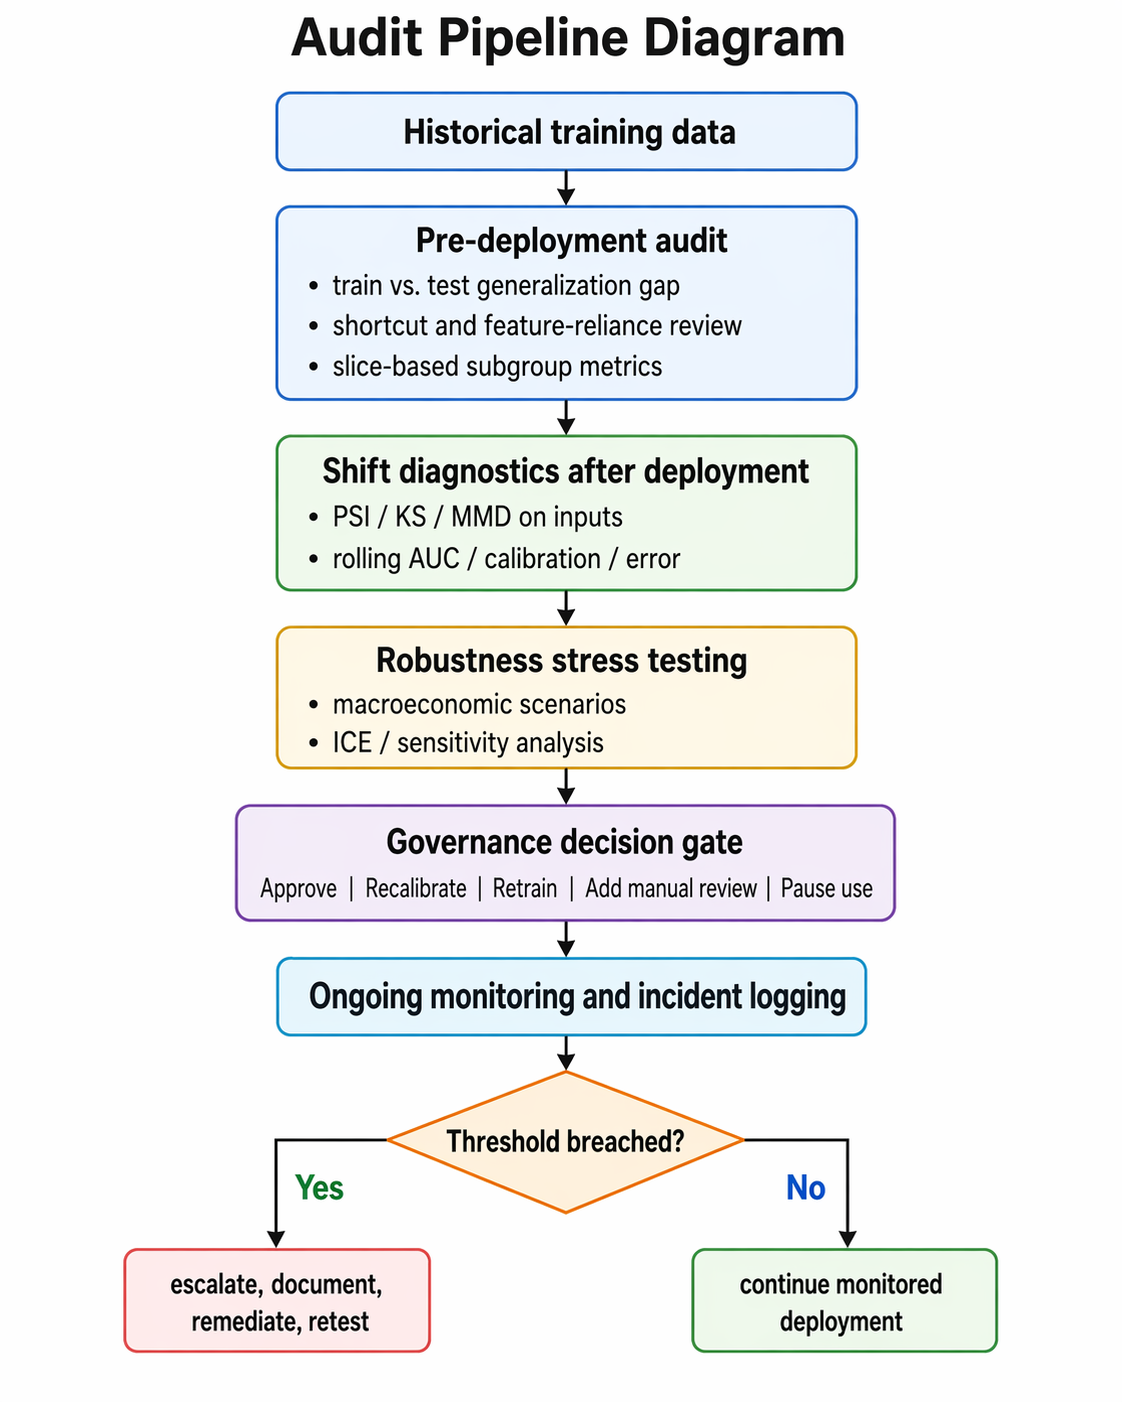 Audit Pipeline Diagram
Historical training data
Pre-deployment audit
• train vs. test generalization gap
• shortcut and feature-reliance review
• slice-based subgroup metrics
Shift diagnostics after deployment
• PSI / KS / MMD on inputs
• rolling AUC / calibration / error
Robustness stress testing
• macroeconomic scenarios
• ICE / sensitivity analysis
Governance decision gate
Approve | Recalibrate | Retrain | Add manual review | Pause use
Ongoing monitoring and incident logging
Threshold breached?
Yes
No
escalate, document,
remediate, retest
continue monitored
deployment